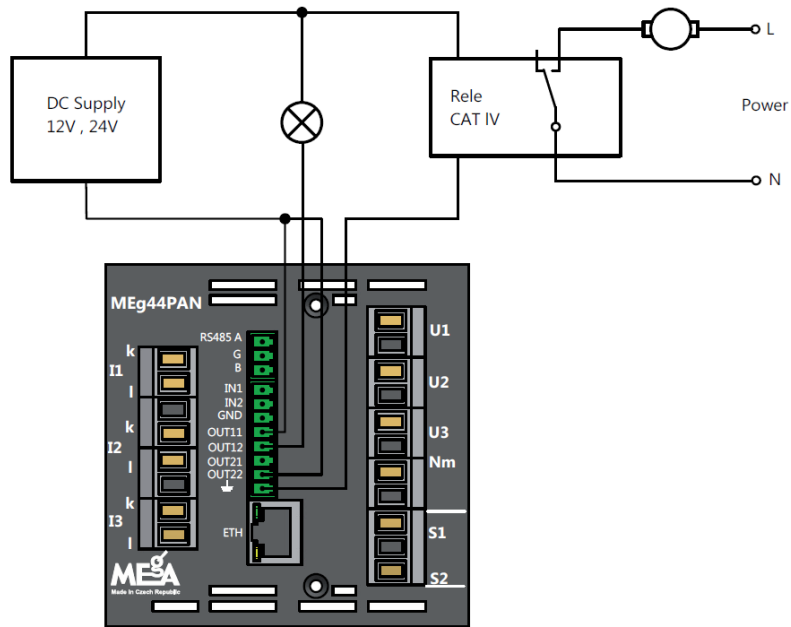 DC Supply
12V , 24V
Rele
CAT IV
L
Power
N
MEg44PAN
RS485 A
G
B
IN1
IN2
GND
OUT11
OUT12
OUT21
OUT22
ETH
k
I1
l
k
I2
l
k
I3
l
U1
U2
U3
Nm
S1
S2
MEgA
Made in Czech Republic